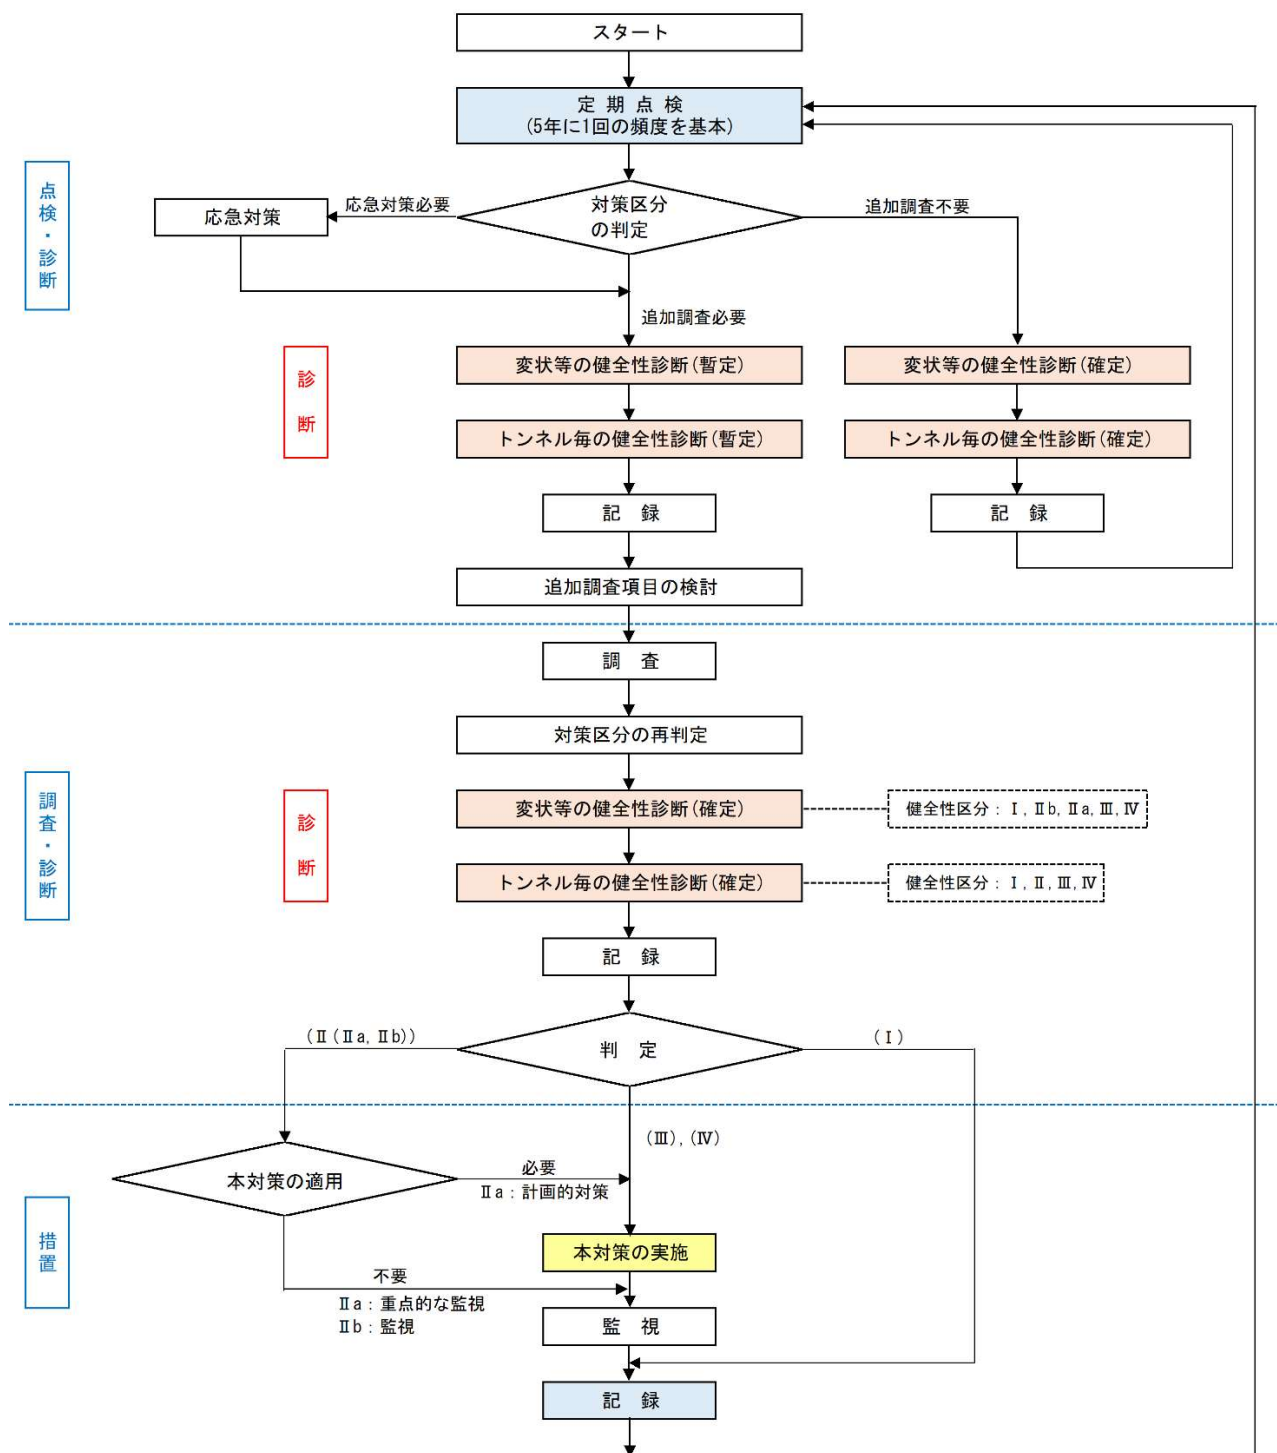 スタート
定 期 点 検
(5年に1回の頻度を基本)
点検・診断
応急対策
応急対策必要
対策区分
の判定
追加調査不要
追加調査必要
診 断
変状等の健全性診断(暫定)
変状等の健全性診断(確定)
トンネル毎の健全性診断(暫定)
トンネル毎の健全性診断(確定)
記 録
記 録
追加調査項目の検討
調 査
対策区分の再判定
調査・診断
診 断
変状等の健全性診断(確定)
健全性区分：Ⅰ,Ⅱb,Ⅱa,Ⅲ,Ⅳ
トンネル毎の健全性診断(確定)
健全性区分：Ⅰ,Ⅱ,Ⅲ,Ⅳ
記 録
(Ⅱ(Ⅱa,Ⅱb))
判 定
(Ⅰ)
(Ⅲ),(Ⅳ)
本対策の適用
必要
Ⅱa：計画的対策
措置
本対策の実施
不要
Ⅱa：重点的な監視
Ⅱb：監視
監 視
記 録